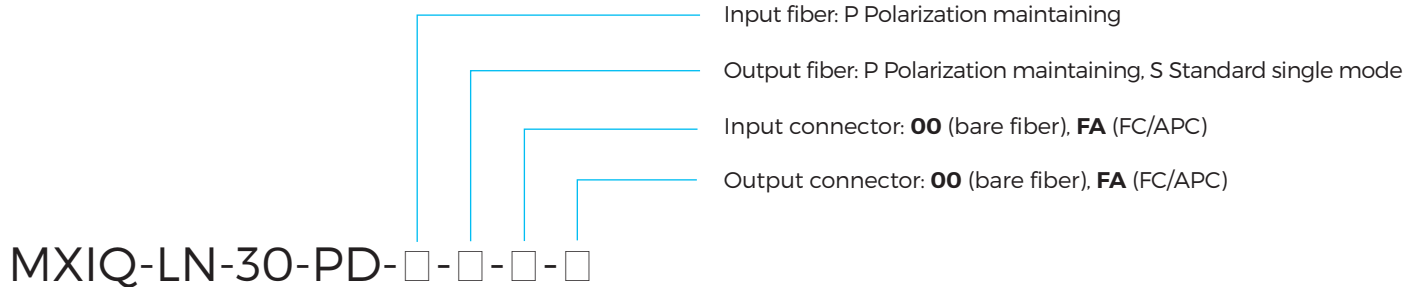 Input fiber: P Polarization maintaining
Output fiber: P Polarization maintaining, S Standard single mode
Input connector: 00 (bare fiber), FA (FC/APC)
Output connector: 00 (bare fiber), FA (FC/APC)
MXIQ-LN-30-PD-□-□-□-□